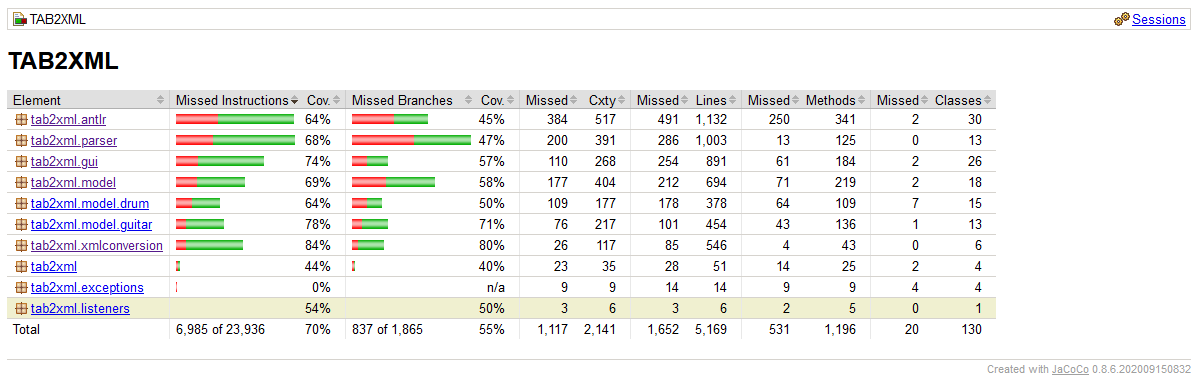 TAB2XML Sessions
TAB2XML
Element Missed Instructions Cov. Missed Branches Cov. Missed Cxty Missed Lines Missed Methods Missed Classes
tab2xml.antlr 64% 45% 384 517 491 1,132 250 341 2 30
tab2xml.parser 68% 47% 200 391 286 1,003 13 125 0 13
tab2xml.gui 74% 57% 110 268 254 891 61 184 2 26
tab2xml.model 69% 58% 177 404 212 694 71 219 2 18
tab2xml.model.drum 64% 50% 109 177 178 378 64 109 7 15
tab2xml.model.guitar 78% 71% 76 217 101 454 43 136 1 13
tab2xml.xmlconversion 84% 80% 26 117 85 546 4 43 0 6
tab2xml 44% 40% 23 35 28 51 14 25 2 4
tab2xml.exceptions 0% n/a 9 9 14 14 9 9 4 4
tab2xml.listeners 54% 50% 3 6 3 6 2 5 0 1
Total 6,985 of 23,936 70% 837 of 1,865 55% 1,117 2,141 1,652 5,169 531 1,196 20 130
Created with JaCoCo 0.8.6.202009150832